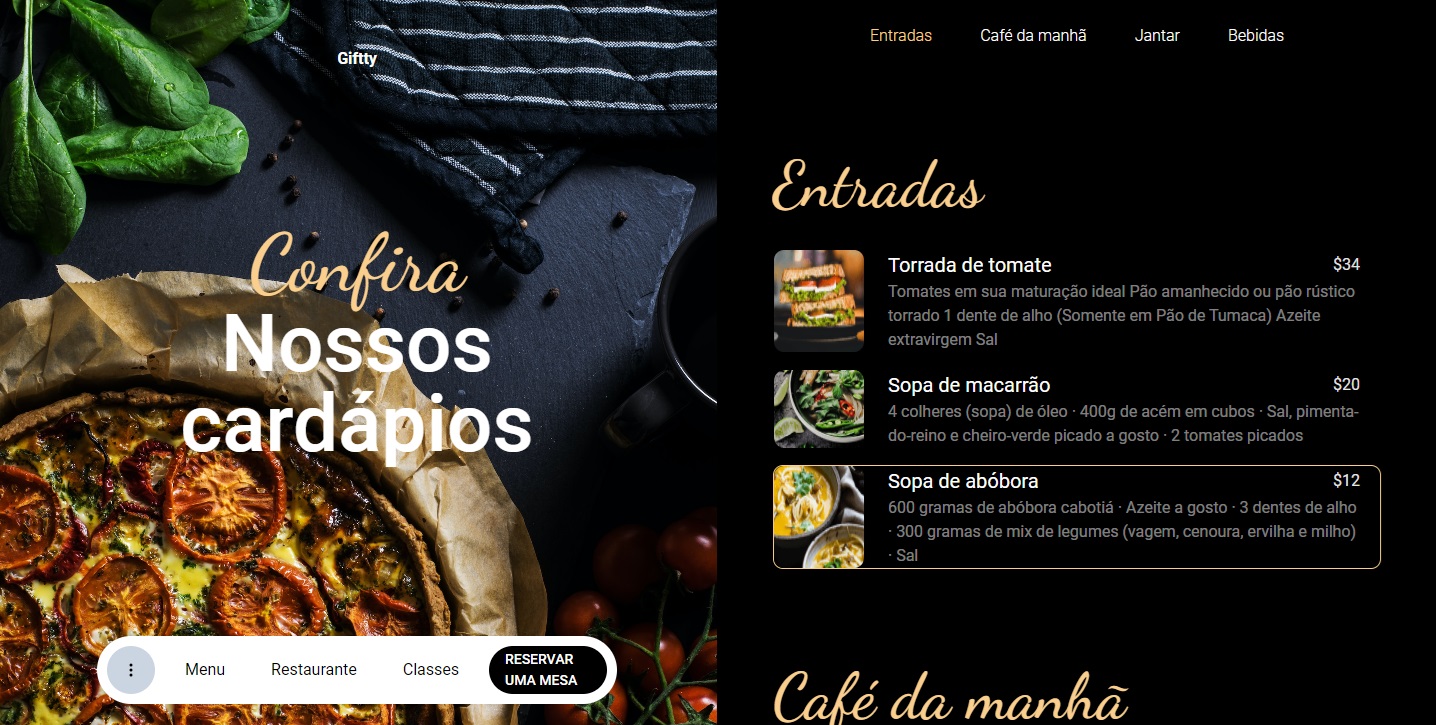 Giftty
Confira
Nossos
cardápios
Menu
Restaurante
Classes
RESERVAR
UMA MESA
Entradas
Café da manhã
Jantar
Bebidas
Entradas
Torrada de tomate
$34
Tomates em sua maturação ideal Pão amanhecido ou pão rústico
torrado 1 dente de alho (Somente em Pão de Tumaca) Azeite
extravirgem Sal
Sopa de macarrão
$20
4 colheres (sopa) de óleo · 400g de acém em cubos · Sal, pimenta-
do-reino e cheiro-verde picado a gosto · 2 tomates picados
Sopa de abóbora
$12
600 gramas de abóbora cabotiá · Azeite a gosto · 3 dentes de alho
· 300 gramas de mix de legumes (vagem, cenoura, ervilha e milho)
· Sal
Café da manhã